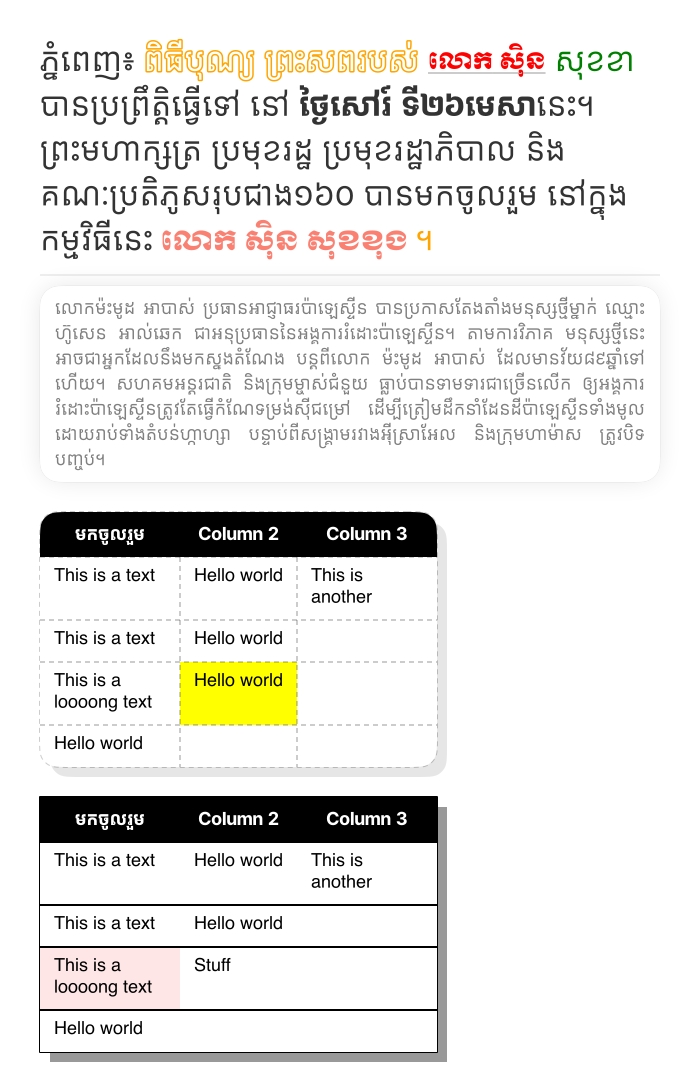 ភ្នំពេញ៖ ពិធីបុណ្យ ព្រះសពរបស់ លោក ស៊ិន សុខខា
បានប្រព្រឹត្តិធ្វើទៅ នៅ ថ្ងៃសៅរ៍ ទី២៦មេសានេះ។
ព្រះមហាក្សត្រ ប្រមុខរដ្ឋ ប្រមុខរដ្ឋាភិបាល និង
គណៈប្រតិភូសរុបជាង១៦០ បានមកចូលរួម នៅក្នុង
កម្មវិធីនេះ លោក ស៊ិន សុខខុង ។
លោកម៉ះមូដ អាបាស់ ប្រធានអាជ្ញាធរប៉ាឡេស្ទីន បានប្រកាសតែងតាំងមនុស្សថ្មីម្នាក់ ឈ្មោះ
ហ៊ូសេន អាល់ឆេក ជាអនុប្រធាននៃអង្គការរំដោះប៉ាឡេស្ទីន។ តាមការវិភាគ មនុស្សថ្មីនេះ
អាចជាអ្នកដែលនឹងមកស្នងតំណែង បន្តពីលោក ម៉ះមូដ អាបាស់ ដែលមានវ័យ៨៩ឆ្នាំទៅ
ហើយ។ សហគមអន្តរជាតិ និងក្រុមម្ចាស់ជំនួយ ធ្លាប់បានទាមទារជាច្រើនលើក ឲ្យអង្គការ
រំដោះប៉ាឡេស្ទីនត្រូវតែធ្វើកំណែទម្រង់ស៊ីជម្រៅ ដើម្បីត្រៀមដឹកនាំដែនដីប៉ាឡេស្ទីនទាំងមូល
ដោយរាប់ទាំងតំបន់ហ្គាហ្សា បន្ទាប់ពីសង្គ្រាមរវាងអ៊ីស្រាអែល និងក្រុមហាម៉ាស ត្រូវបិទ
បញ្ចប់។
មកចូលរួម Column 2 Column 3
This is a text Hello world This is
another
This is a text Hello world
This is a Hello world
loooong text
Hello world
មកចូលរួម Column 2 Column 3
This is a text Hello world This is
another
This is a text Hello world
This is a Stuff
loooong text
Hello world